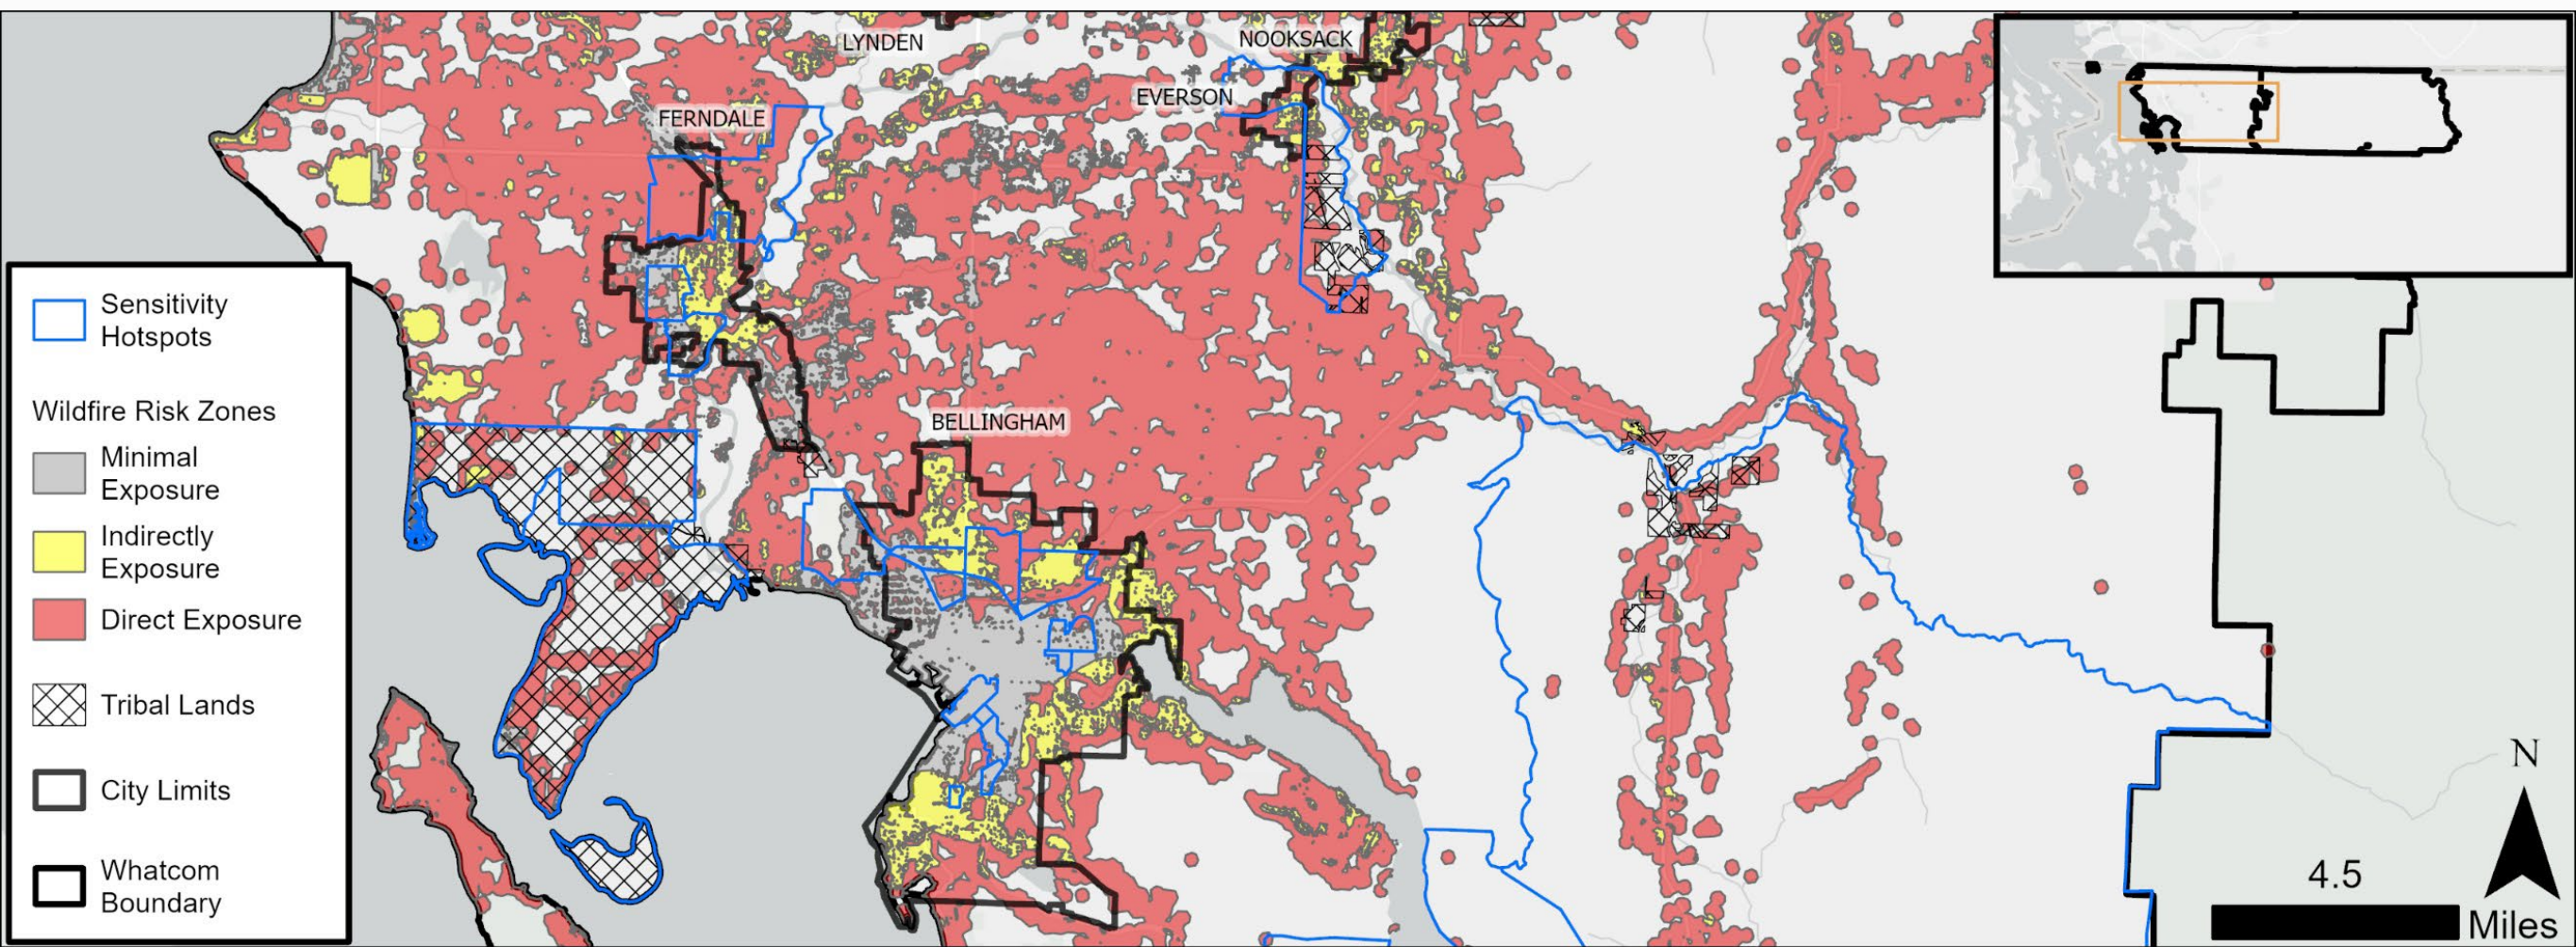 LYNDEN
NOOKSACK
EVERSON
FERNDALE
BELLINGHAM
Sensitivity
Hotspots
Wildfire Risk Zones
Minimal
Exposure
Indirectly
Exposure
Direct Exposure
Tribal Lands
City Limits
Whatcom
Boundary
N
4.5
Miles